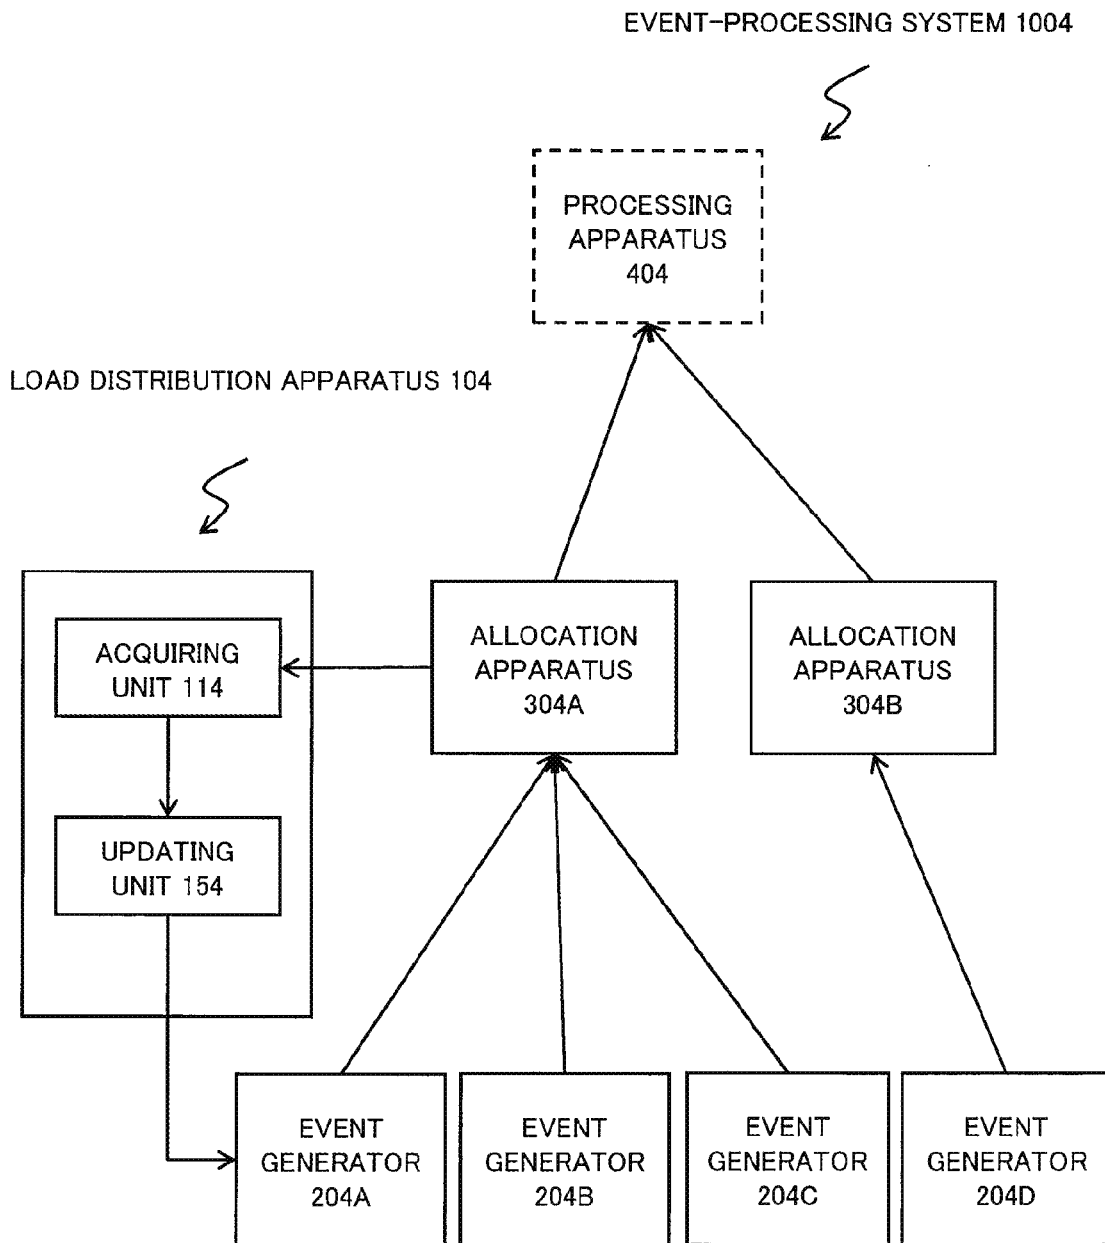 EVENT-PROCESSING SYSTEM 1004
PROCESSING
APPARATUS
404
LOAD DISTRIBUTION APPARATUS 104
ACQUIRING
UNIT 114
ALLOCATION
APPARATUS
304A
ALLOCATION
APPARATUS
304B
UPDATING
UNIT 154
EVENT
GENERATOR
204A
EVENT
GENERATOR
204B
EVENT
GENERATOR
204C
EVENT
GENERATOR
204D